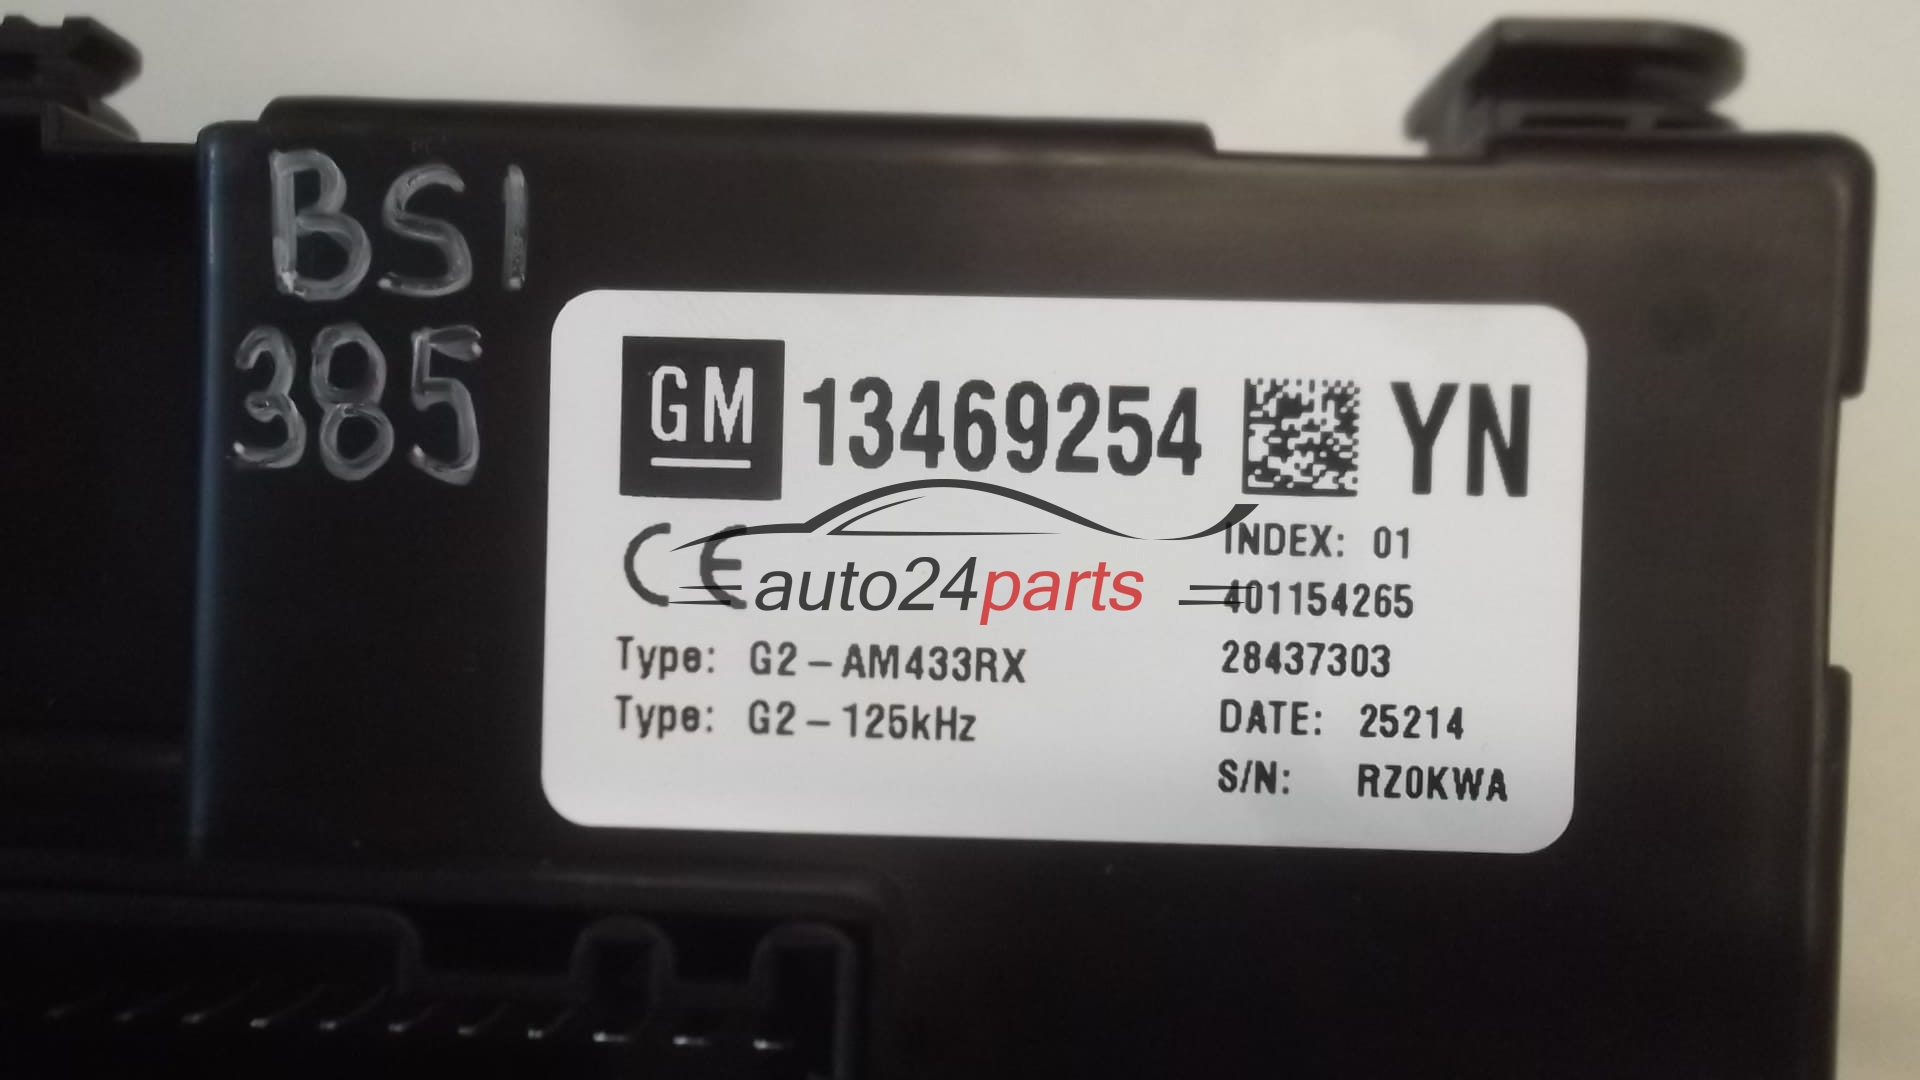 BSI
385
GM 13469254 YN
CE
INDEX: 01
auto24parts
401154265
Type: G2-AM433RX
28437303
Type: G2-125kHz
DATE: 25214
S/N: RZ0KWA